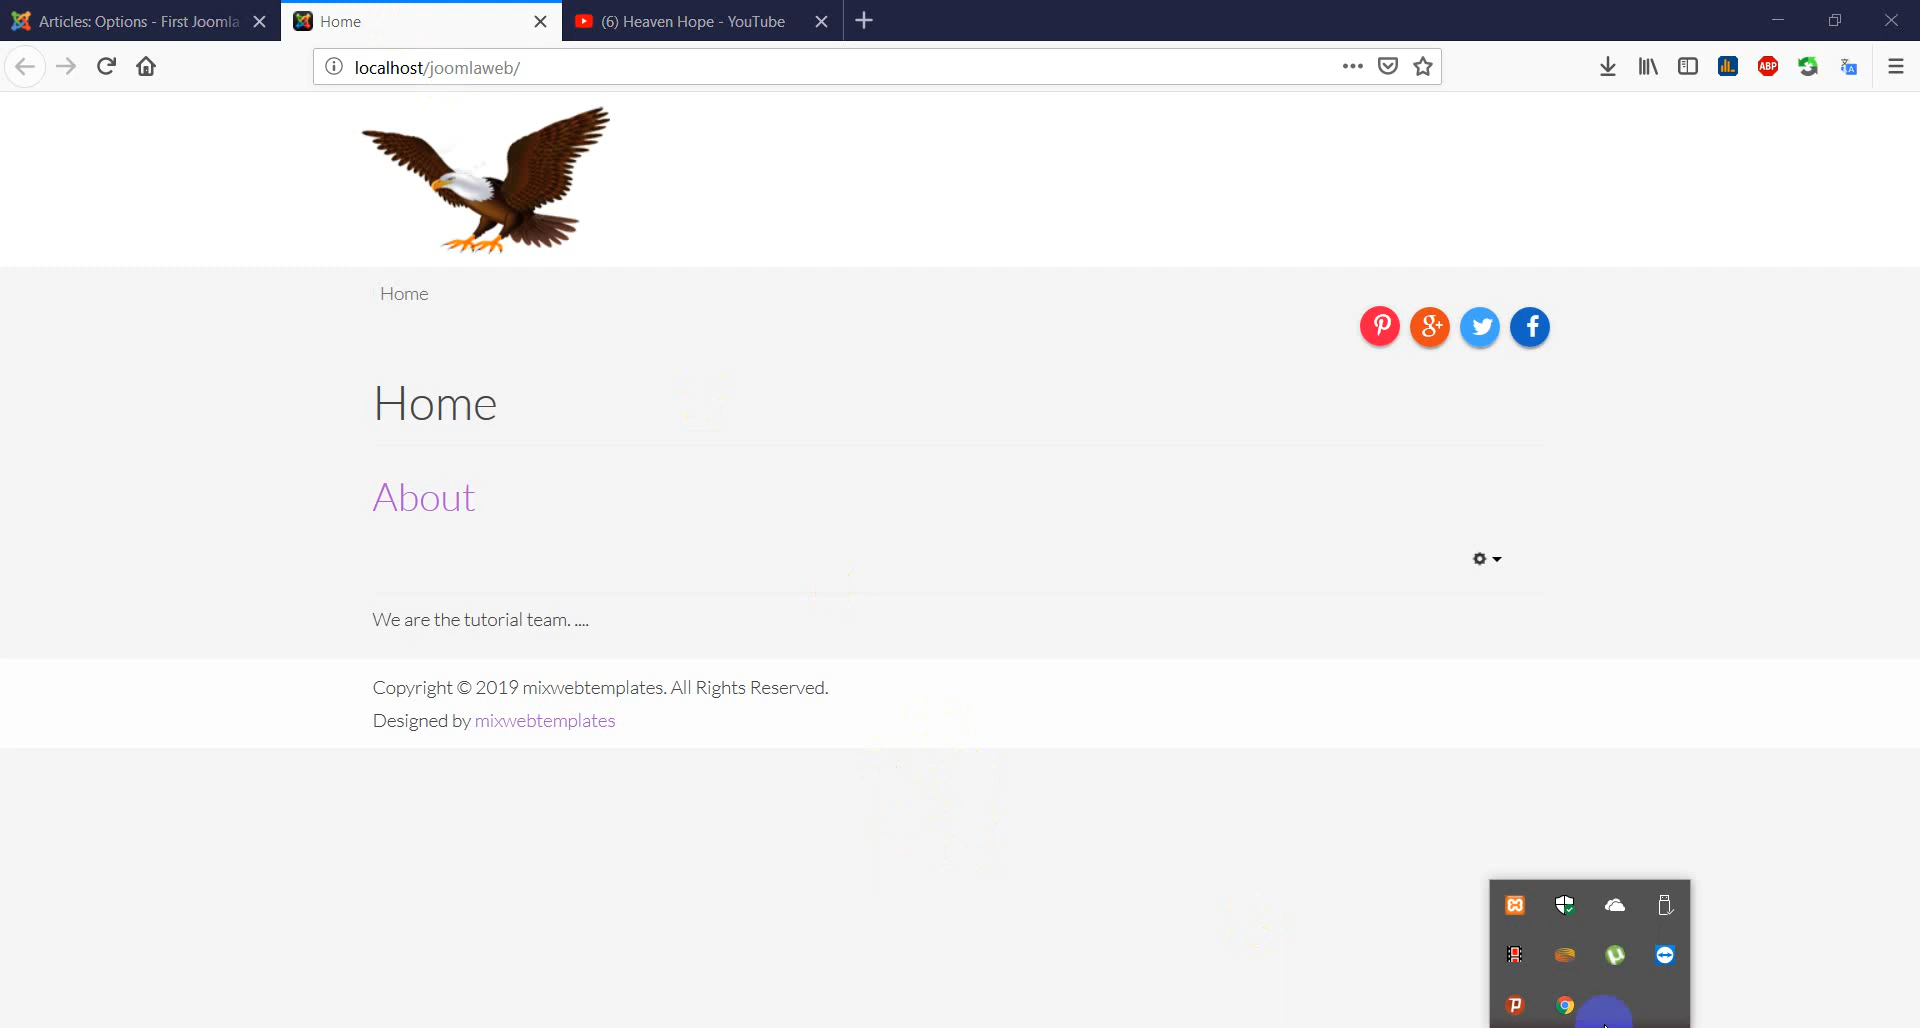 Articles: Options - First Joomla
Home
(6) Heaven Hope - YouTube
localhost/joomlaweb/
ABP
Home
Home
About
We are the tutorial team. ....
Copyright © 2019 mixwebtemplates. All Rights Reserved.
Designed by mixwebtemplates